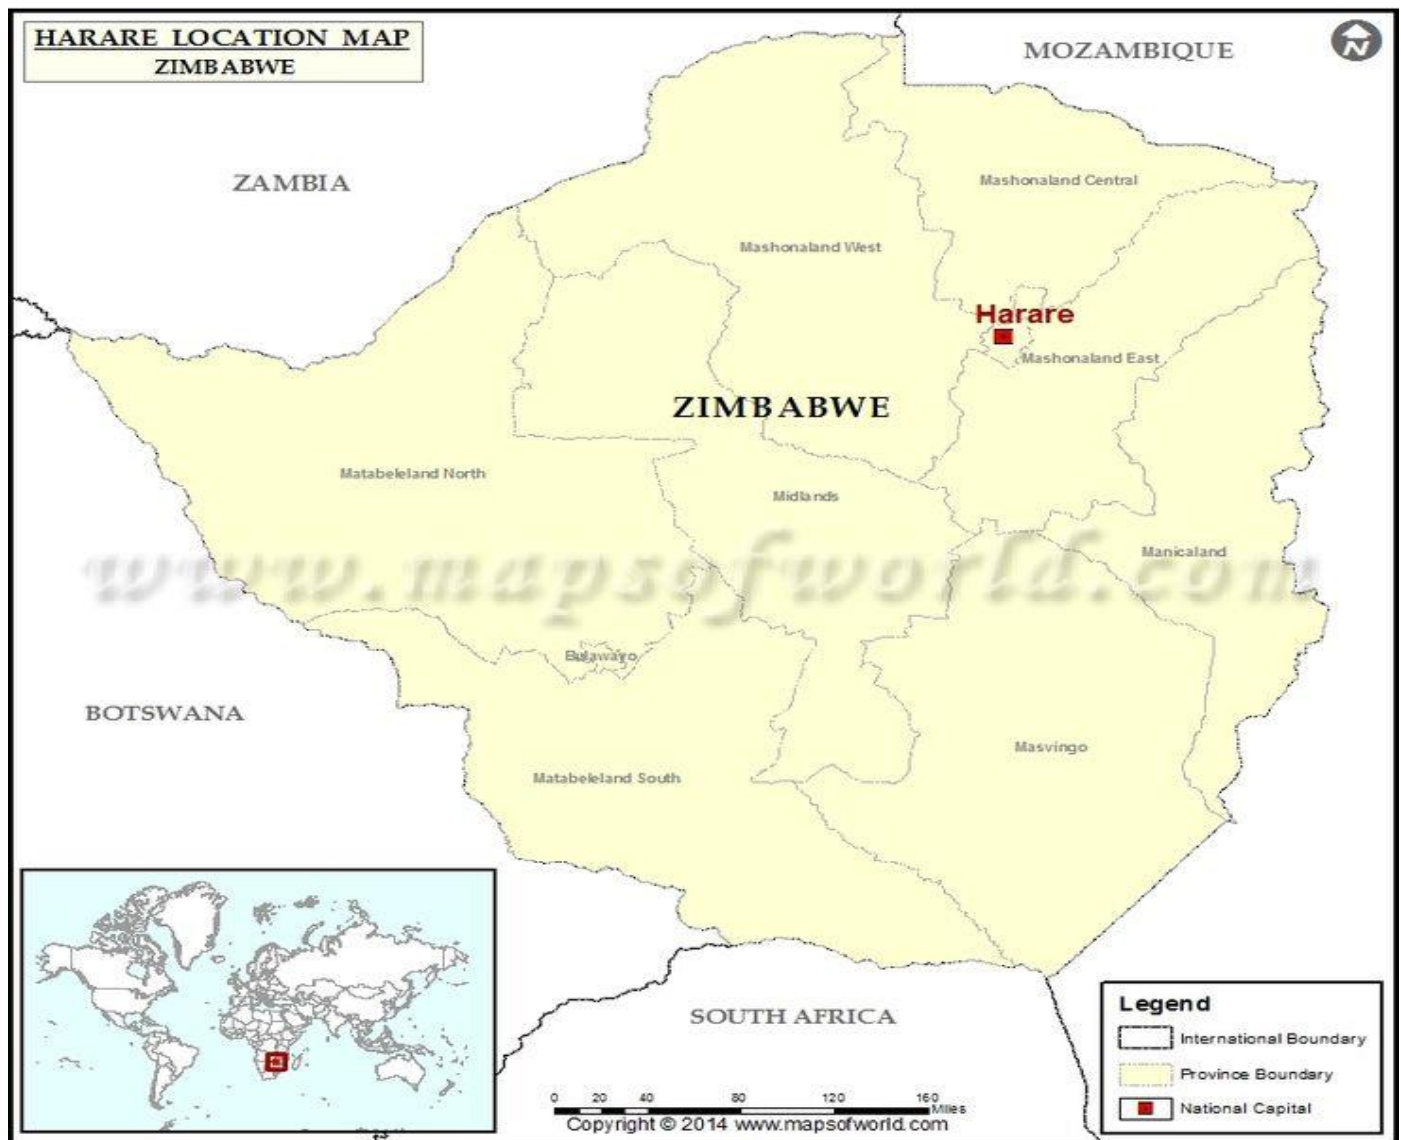 HARARE LOCATION MAP
ZIMBABWE
MOZAMBIQUE
N
ZAMBIA
Mashonaland Central
Mashonaland West
Harare
Mashonaland East
ZIMBABWE
Matabeleland North
Midlands
Manicaland
www.mapsofworld.com
Bulawayo
BOTSWANA
Masvingo
Matabeleland South
SOUTH AFRICA
Legend
International Boundary
Province Boundary
National Capital
0 20 40 80 120 160
Miles
Copyright © 2014 www.mapsofworld.com